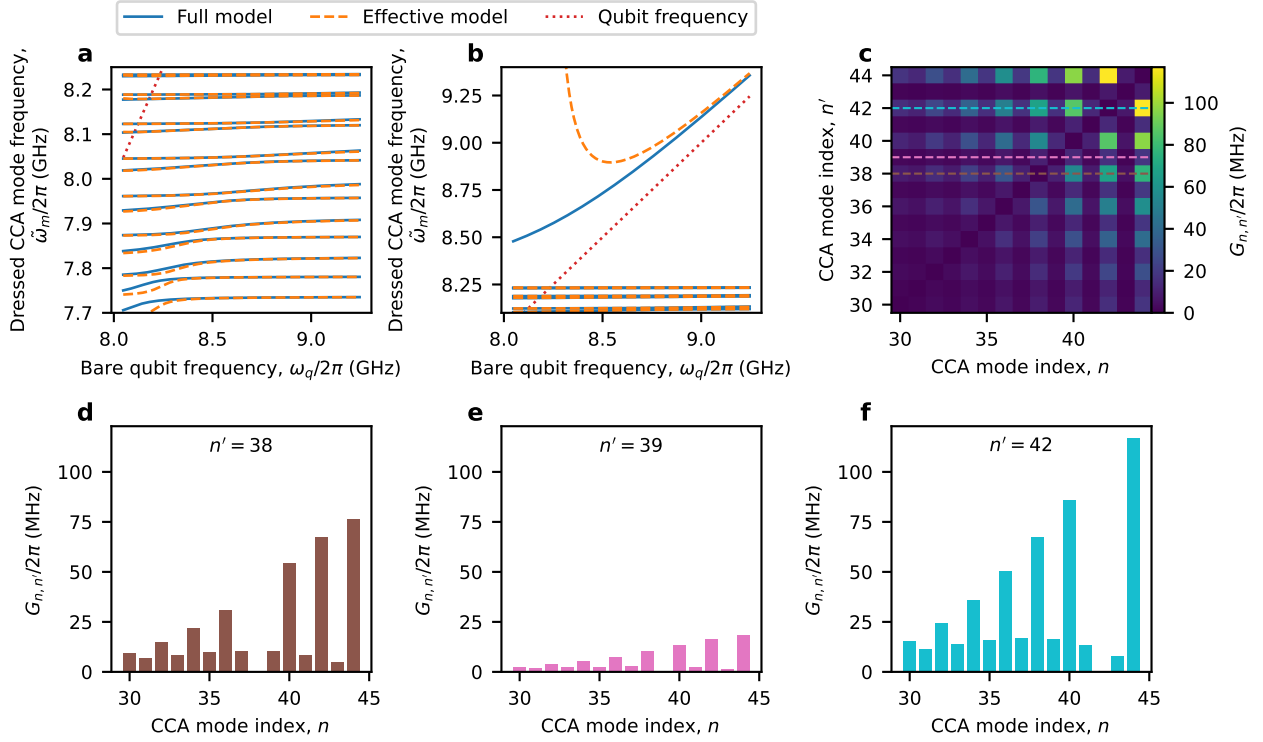 Full model Effective model Qubit frequency
a
Dressed CCA mode frequency,
ω̃ₘ/2π (GHz)
8.2
8.1
8.0
7.9
7.8
7.7
8.0 8.5 9.0
Bare qubit frequency, ω_q/2π (GHz)
b
Dressed CCA mode frequency,
ω̃ₘ/2π (GHz)
9.25
9.00
8.75
8.50
8.25
8.0 8.5 9.0
Bare qubit frequency, ω_q/2π (GHz)
c
CCA mode index, n′
44
42
40
38
36
34
32
30
30 35 40
CCA mode index, n
100
80
60
40
20
0
G_{n,n′}/2π (MHz)
d
n′ = 38
G_{n,n′}/2π (MHz)
100
75
50
25
0
30 35 40 45
CCA mode index, n
e
n′ = 39
G_{n,n′}/2π (MHz)
100
75
50
25
0
30 35 40 45
CCA mode index, n
f
n′ = 42
G_{n,n′}/2π (MHz)
100
75
50
25
0
30 35 40 45
CCA mode index, n